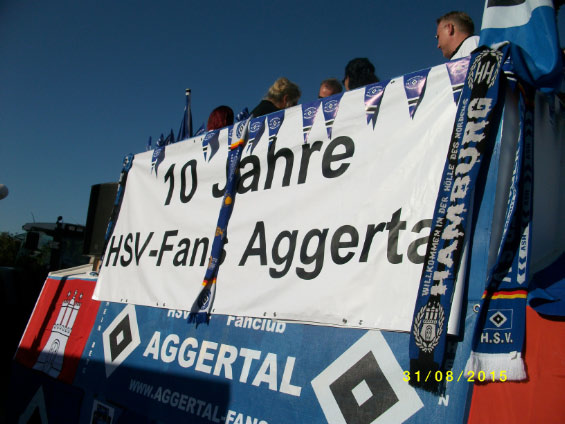 10 Jahre
HSV-Fans Aggerta
HAMBURG
WILLKOMMEN IN DER HÖLLE DES NORDENS
HH
HSV
Fanclub
AGGERTAL
WWW.AGGERTAL-FANS
H.S.V.
31/08/2015